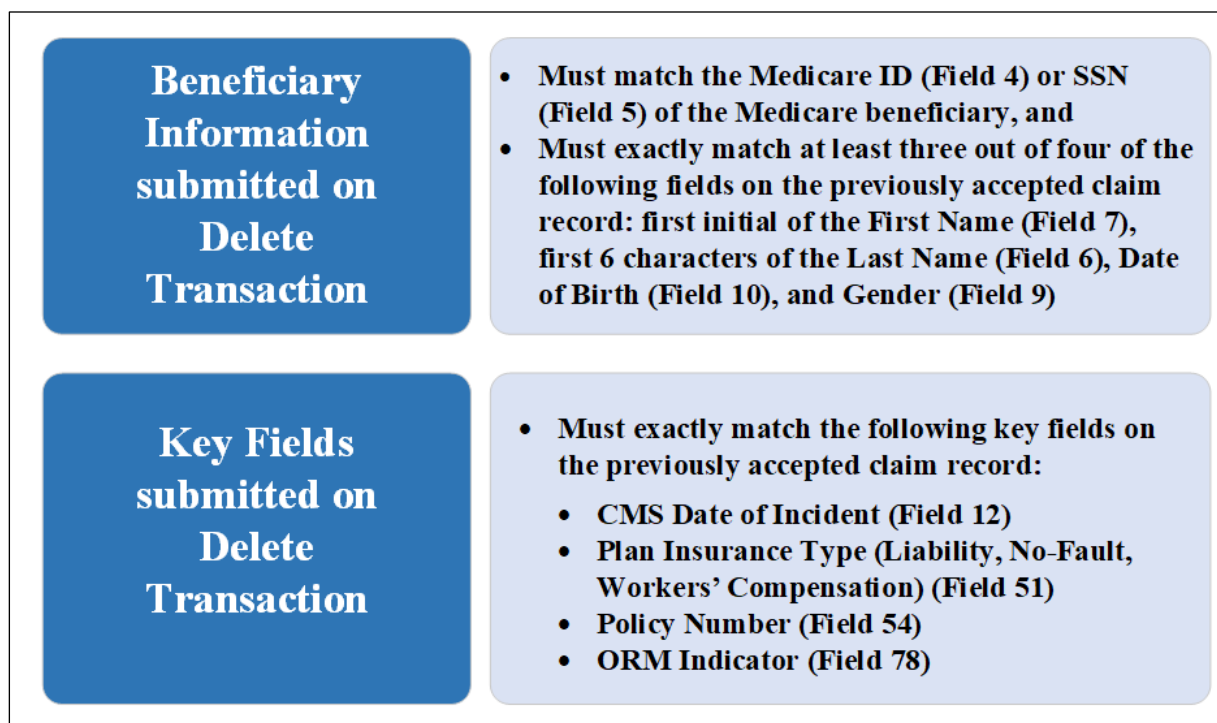 Beneficiary
Information
submitted on
Delete
Transaction
• Must match the Medicare ID (Field 4) or SSN
(Field 5) of the Medicare beneficiary, and
• Must exactly match at least three out of four of the
following fields on the previously accepted claim
record: first initial of the First Name (Field 7),
first 6 characters of the Last Name (Field 6), Date
of Birth (Field 10), and Gender (Field 9)
Key Fields
submitted on
Delete
Transaction
• Must exactly match the following key fields on
the previously accepted claim record:
• CMS Date of Incident (Field 12)
• Plan Insurance Type (Liability, No-Fault,
Workers’ Compensation) (Field 51)
• Policy Number (Field 54)
• ORM Indicator (Field 78)